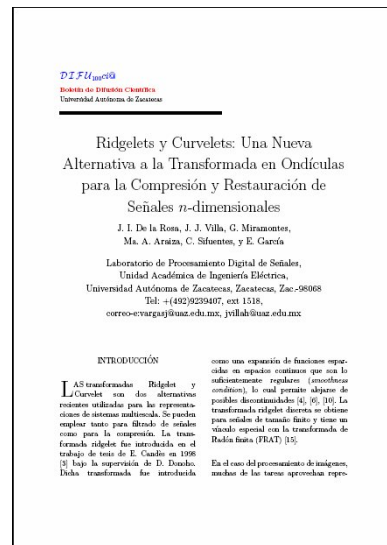 DIFU100ci@
Boletín de Difusión Científica
Universidad Autónoma de Zacatecas
Ridgelets y Curvelets: Una Nueva
Alternativa a la Transformada en Ondículas
para la Compresión y Restauración de
Señales n-dimensionales
J. I. De la Rosa, J. J. Villa, G. Miramontes,
Ma. A. Araiza, C. Sifuentes, y E. García
Laboratorio de Procesamiento Digital de Señales,
Unidad Académica de Ingeniería Eléctrica,
Universidad Autónoma de Zacatecas, Zacatecas, Zac.-98068
Tel: +(492)9239407, ext 1518,
correo-e:vargasj@uaz.edu.mx, jvillah@uaz.edu.mx
INTRODUCCIÓN
LAS transformadas Ridgelet y
Curvelet son dos alternativas
recientes utilizadas para las representa-
ciones de sistemas multiescala. Se pueden
emplear tanto para filtrado de señales
como para la compresión. La trans-
formada ridgelet fue introducida en el
trabajo de tesis de E. Candès en 1998
[3] bajo la supervisión de D. Donoho.
Dicha transformada fue introducida
como una expansión de funciones espar-
cidas en espacios continuos que son lo
suficientemente regulares (smoothness
condition), lo cual permite alejarse de
posibles discontinuidades [4], [6], [10]. La
transformada ridgelet discreta se obtiene
para señales de tamaño finito y tiene un
vínculo especial con la transformada de
Radón finita (FRAT) [15].
En el caso del procesamiento de imágenes,
muchas de las tareas aprovechan repre-